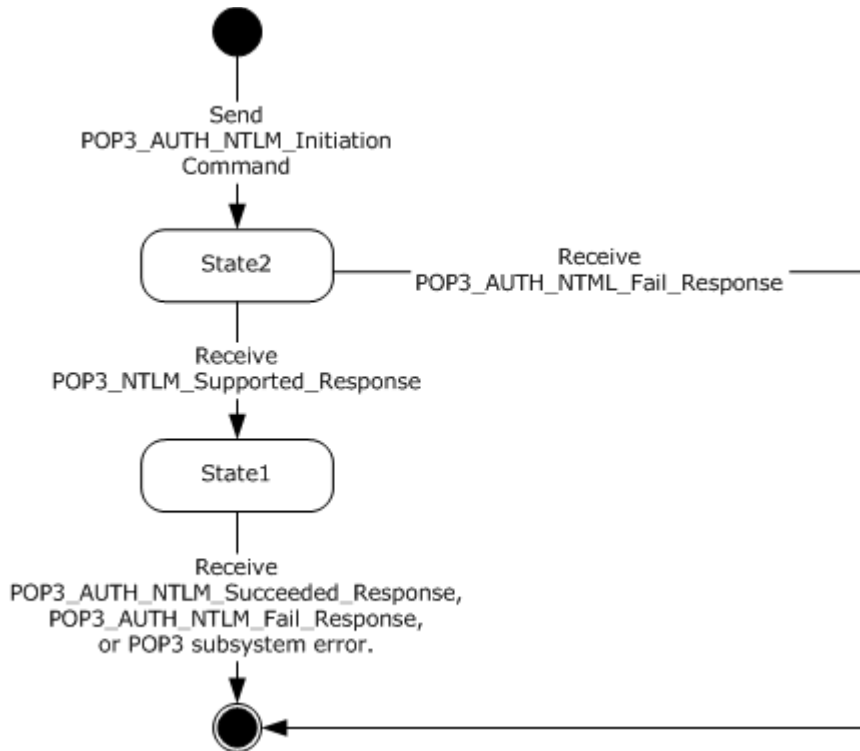 Send
POP3_AUTH_NTLM_Initiation
Command
State2
Receive
POP3_AUTH_NTML_Fail_Response
Receive
POP3_NTLM_Supported_Response
State1
Receive
POP3_AUTH_NTLM_Succeeded_Response,
POP3_AUTH_NTLM_Fail_Response,
or POP3 subsystem error.